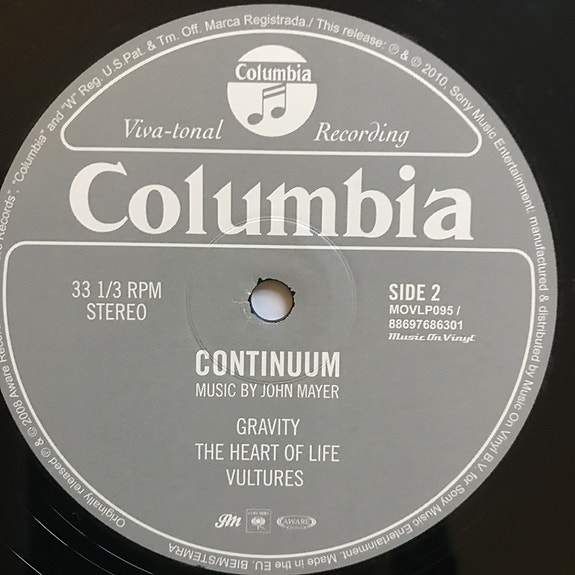 "Columbia" and "W" Reg. U.S.Pat. & Tm. Off. Marca Registrada./ This release: ℗ & © 2010, Sony Music Entertainment, manufactured & distributed by Music On Vinyl B.V. for Sony Music Entertainment. Made in the EU. BIEM/STEMRA
Originally released ℗ & © 2008 Aware
Columbia
Viva-tonal Recording
Columbia
33 1/3 RPM
STEREO
SIDE 2
MOVLP095 /
88697686301
Music On Vinyl
CONTINUUM
MUSIC BY JOHN MAYER
GRAVITY
THE HEART OF LIFE
VULTURES
JM
AWARE